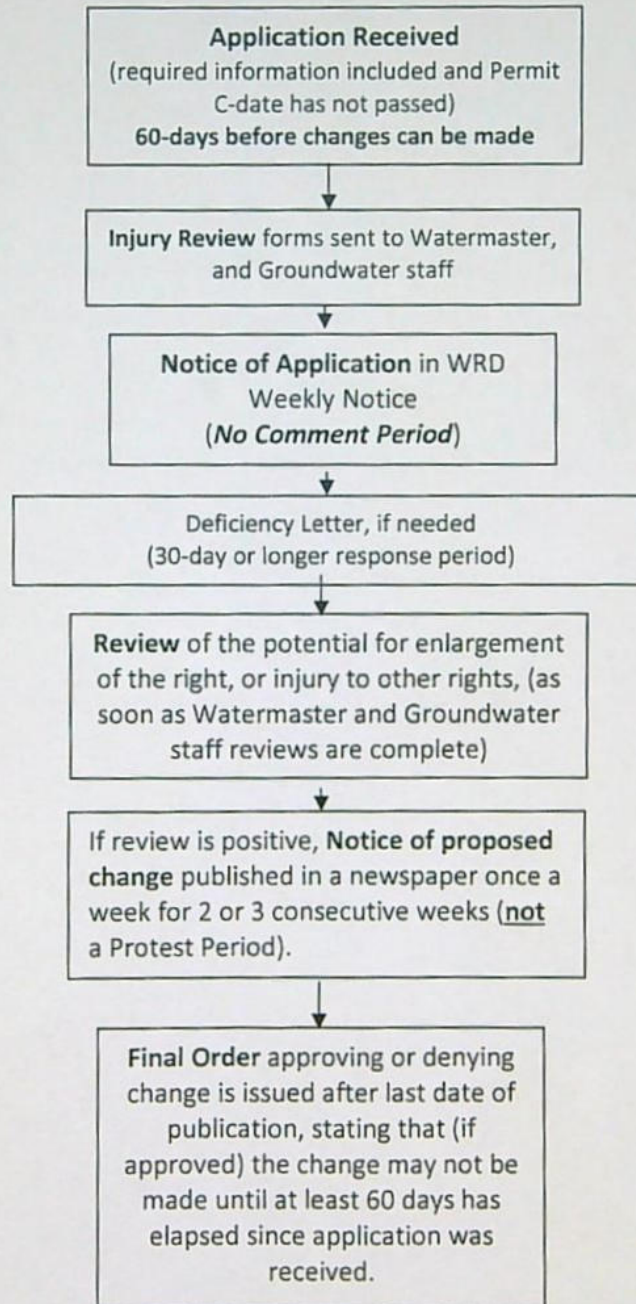 Application Received
(required information included and Permit
C-date has not passed)
60-days before changes can be made
Injury Review forms sent to Watermaster,
and Groundwater staff
Notice of Application in WRD
Weekly Notice
(No Comment Period)
Deficiency Letter, if needed
(30-day or longer response period)
Review of the potential for enlargement
of the right, or injury to other rights, (as
soon as Watermaster and Groundwater
staff reviews are complete)
If review is positive, Notice of proposed
change published in a newspaper once a
week for 2 or 3 consecutive weeks (not
a Protest Period).
Final Order approving or denying
change is issued after last date of
publication, stating that (if
approved) the change may not be
made until at least 60 days has
elapsed since application was
received.